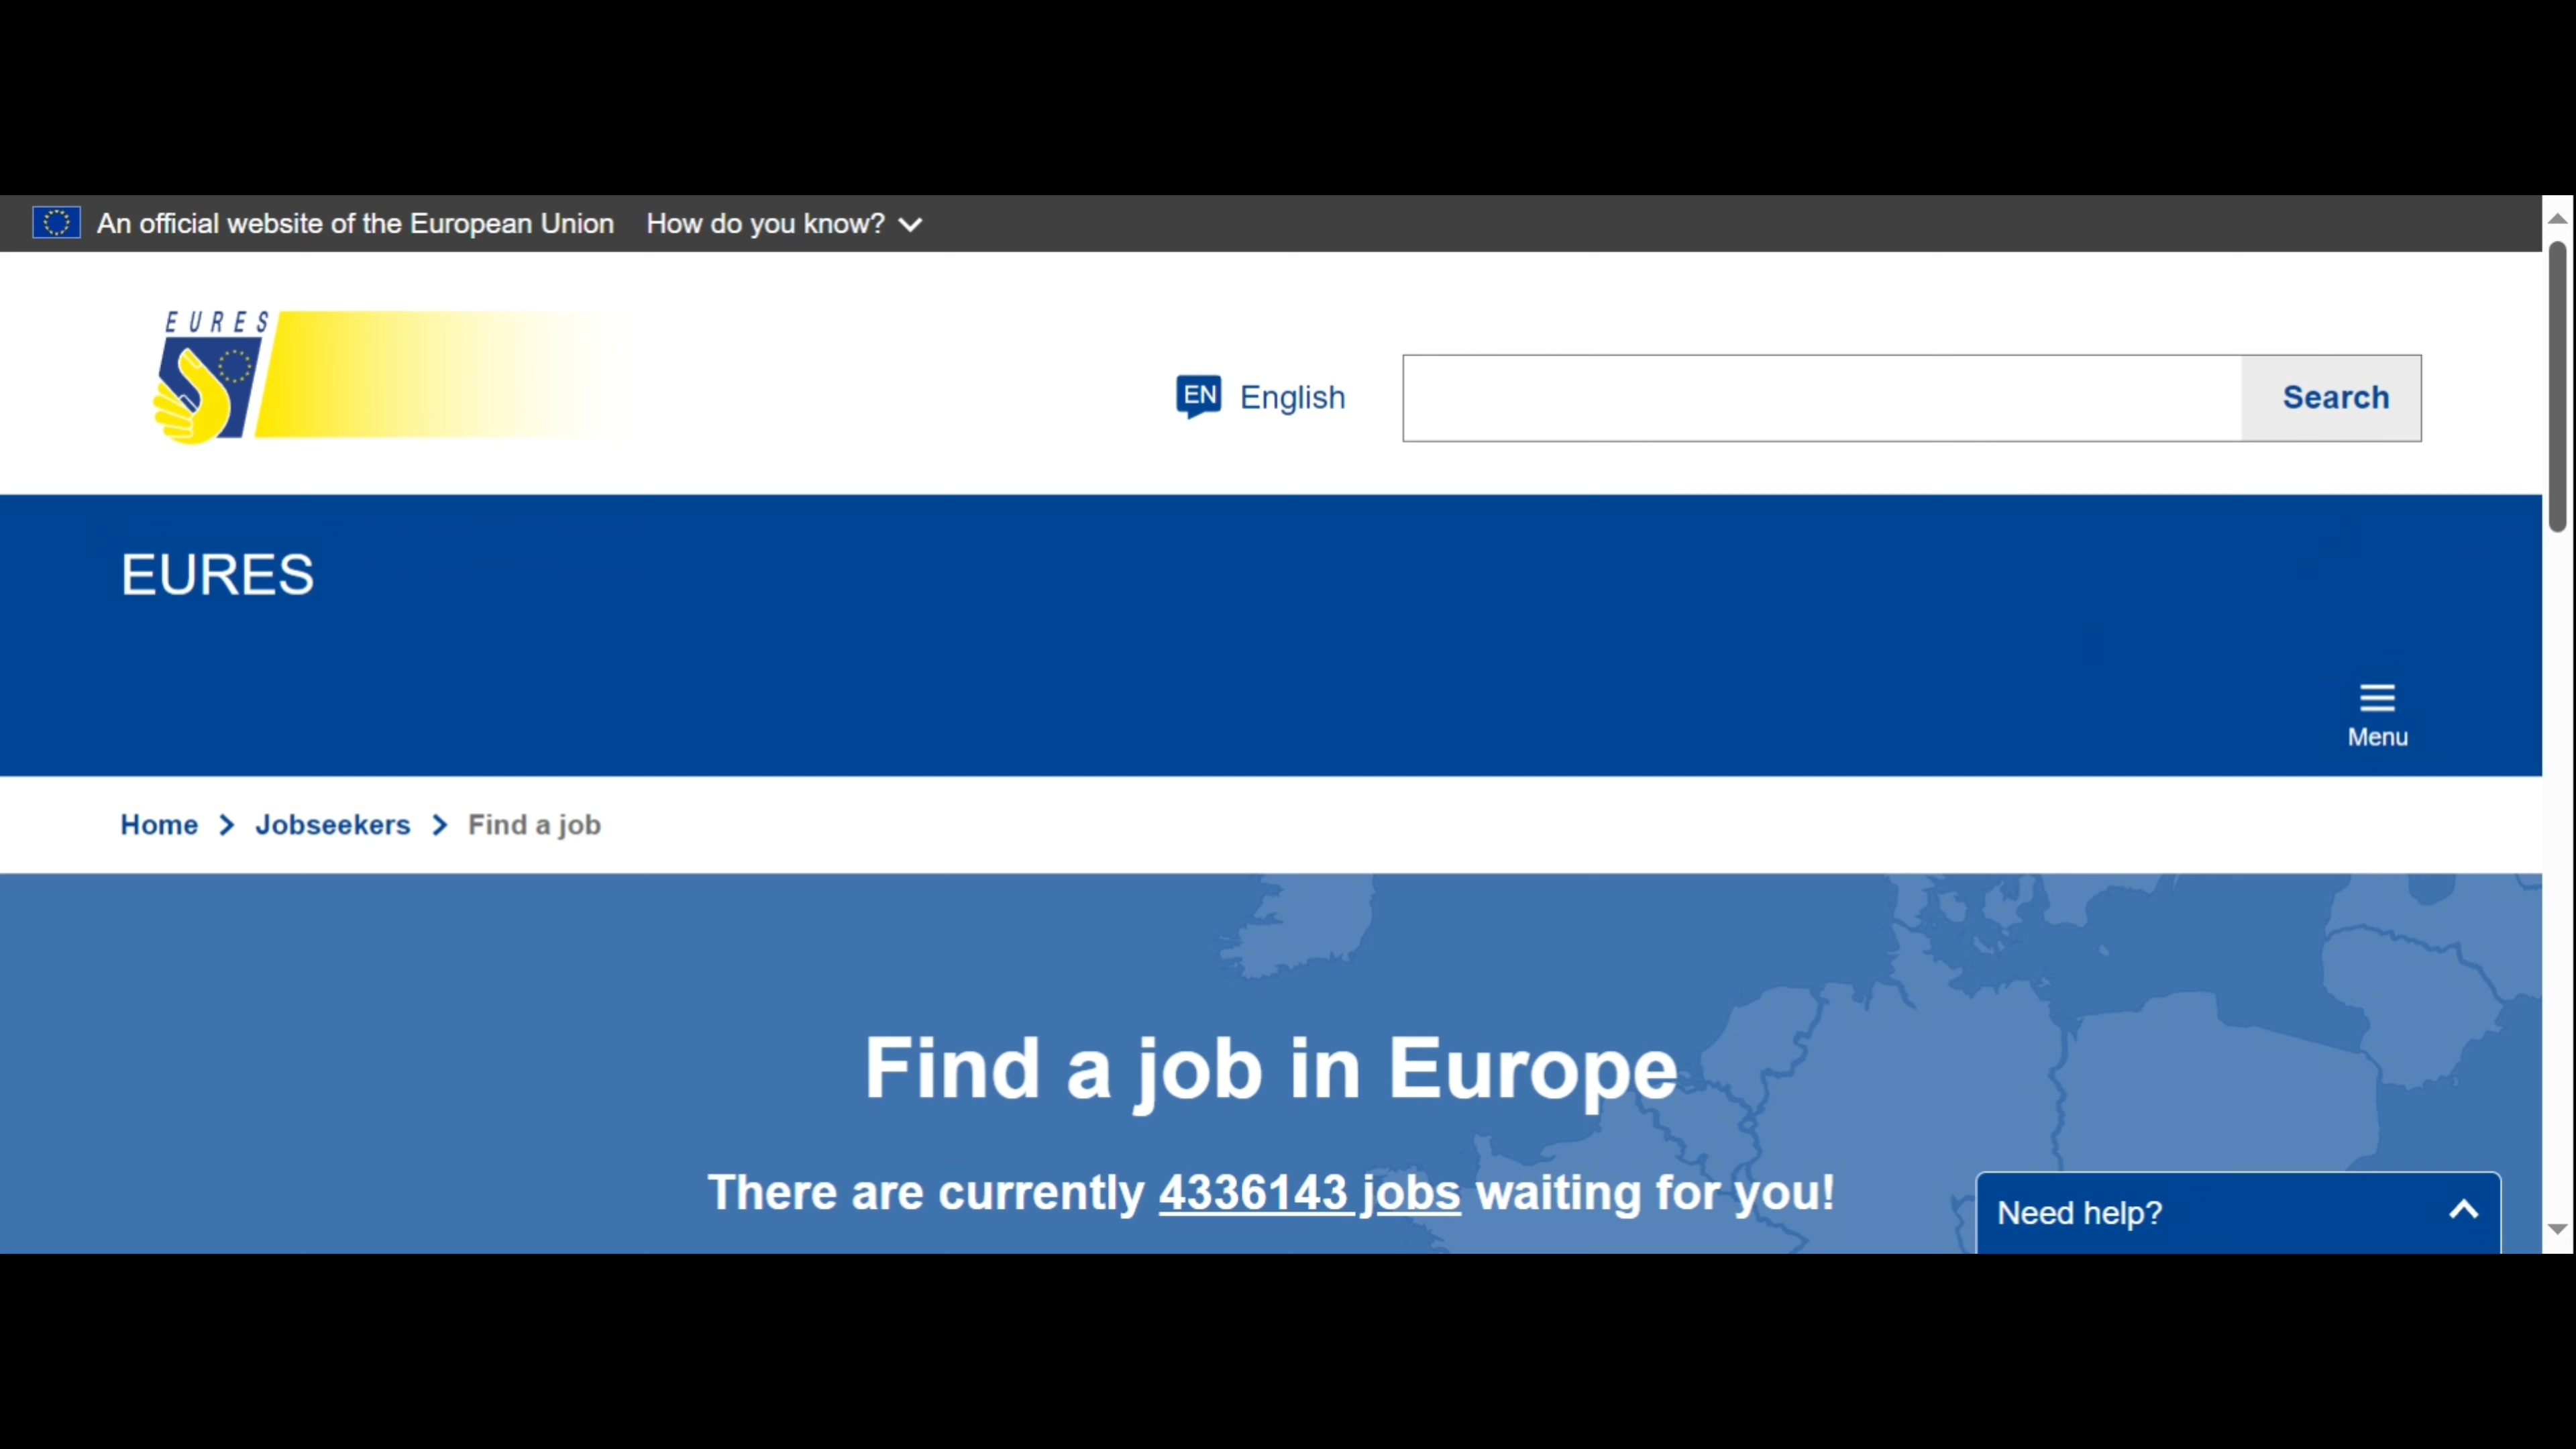 An official website of the European Union How do you know?
EURES
EN English Search
EURES
Menu
Home Jobseekers Find a job
Find a job in Europe
There are currently 4336143 jobs waiting for you!
Need help?